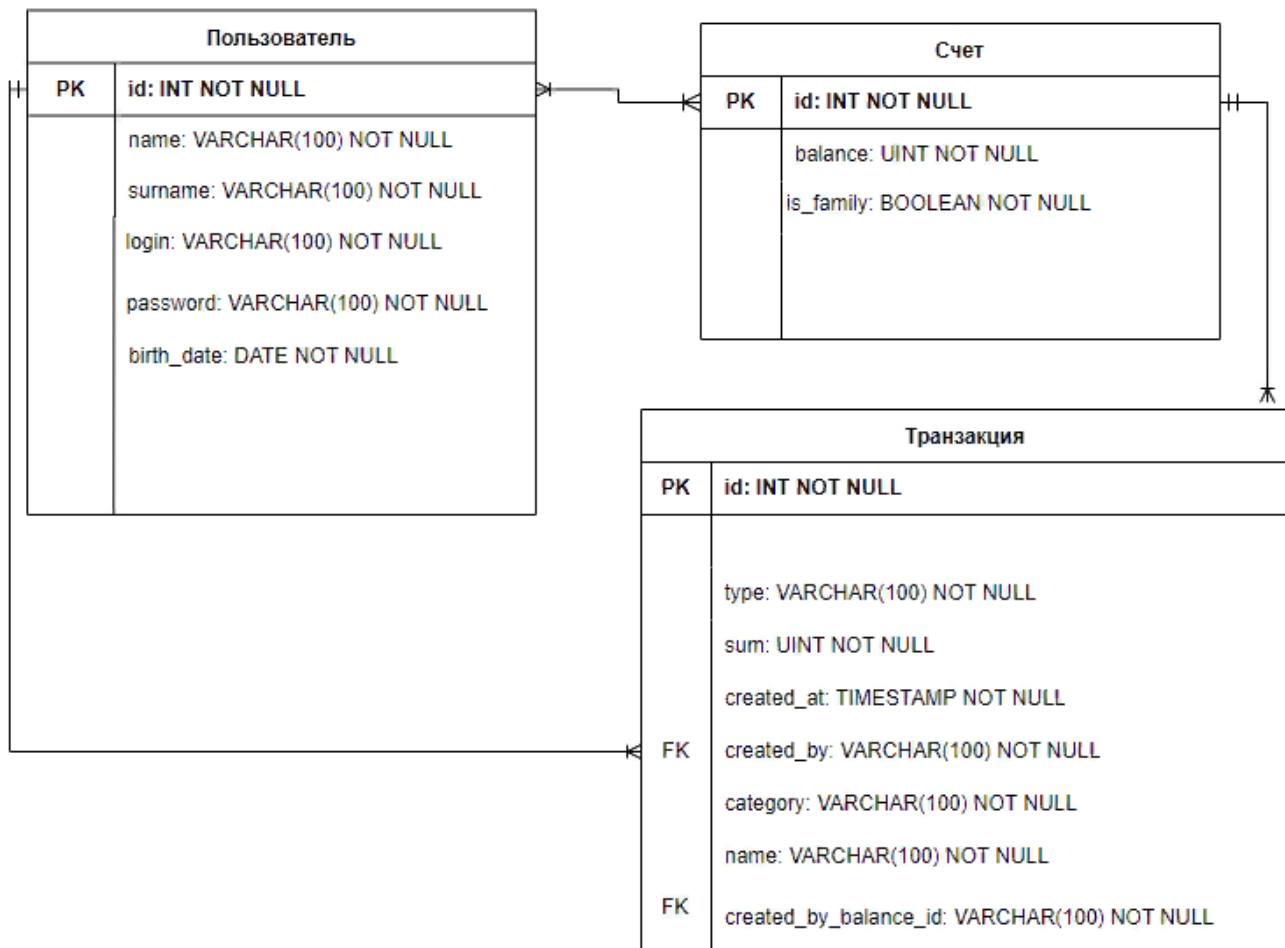 Пользователь
PK id: INT NOT NULL
name: VARCHAR(100) NOT NULL
surname: VARCHAR(100) NOT NULL
login: VARCHAR(100) NOT NULL
password: VARCHAR(100) NOT NULL
birth_date: DATE NOT NULL
Счет
PK id: INT NOT NULL
balance: UINT NOT NULL
is_family: BOOLEAN NOT NULL
Транзакция
PK id: INT NOT NULL
type: VARCHAR(100) NOT NULL
sum: UINT NOT NULL
created_at: TIMESTAMP NOT NULL
FK created_by: VARCHAR(100) NOT NULL
category: VARCHAR(100) NOT NULL
name: VARCHAR(100) NOT NULL
FK created_by_balance_id: VARCHAR(100) NOT NULL